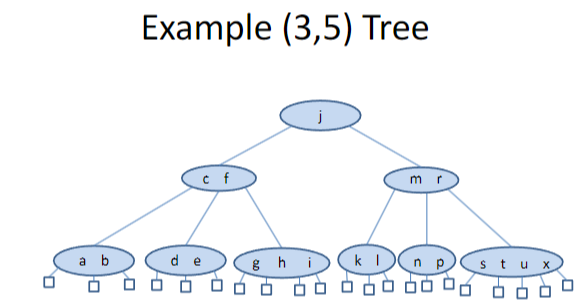 Example (3,5) Tree
j
c f
m r
a b
d e
g h i
k l
n p
s t u x